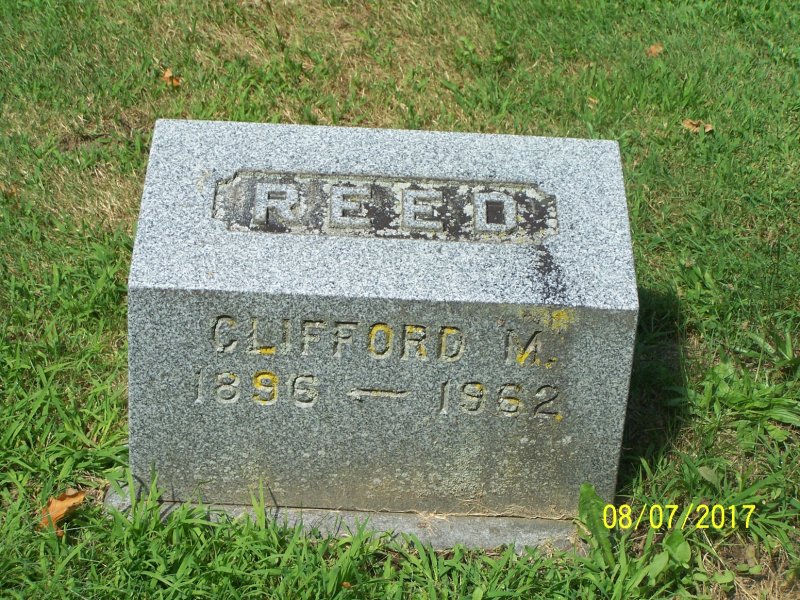 REED
CLIFFORD M.
1896 — 1962
08/07/2017